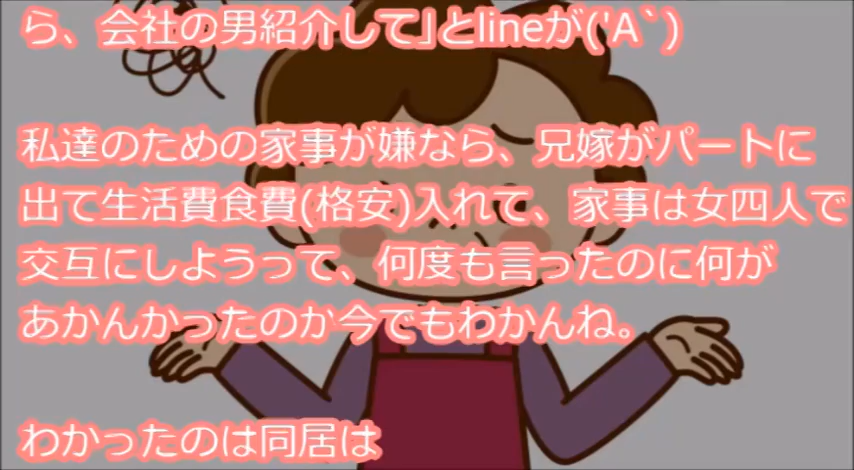 ら、会社の男紹介して」とlineが('A`)
私達のための家事が嫌なら、兄嫁がパートに
出て生活費食費(格安)入れて、家事は女四人で
交互にしようって、何度も言ったのに何が
あかんかったのか今でもわかんね。
わかったのは同居は